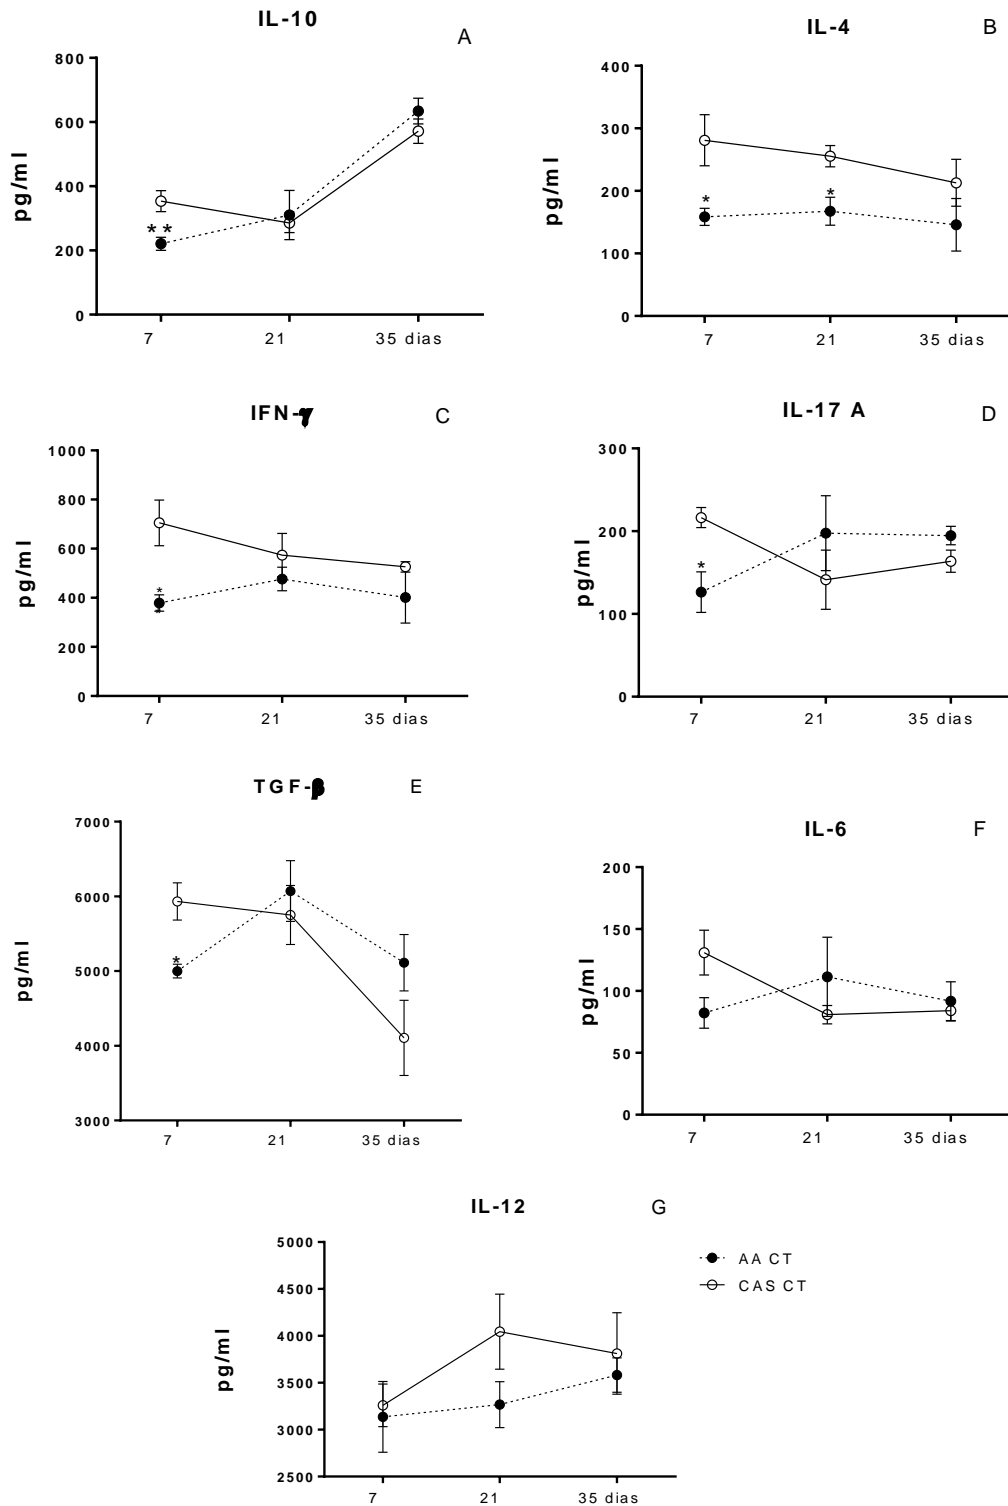 IL-10
A
pg/ml
800
600
400
200
0
**
7 21 35 dias
IL-4
B
pg/ml
400
300
200
100
0
* *
7 21 35 dias
IFN-γ
C
pg/ml
1000
800
600
400
200
0
*
7 21 35 dias
IL-17 A
D
pg/ml
300
200
100
0
*
7 21 35 dias
TGF-β
E
pg/ml
7000
6000
5000
4000
3000
*
7 21 35 dias
IL-6
F
pg/ml
200
150
100
50
0
7 21 35 dias
IL-12
G
pg/ml
5000
4500
4000
3500
3000
2500
7 21 35 dias
AA CT
CAS CT